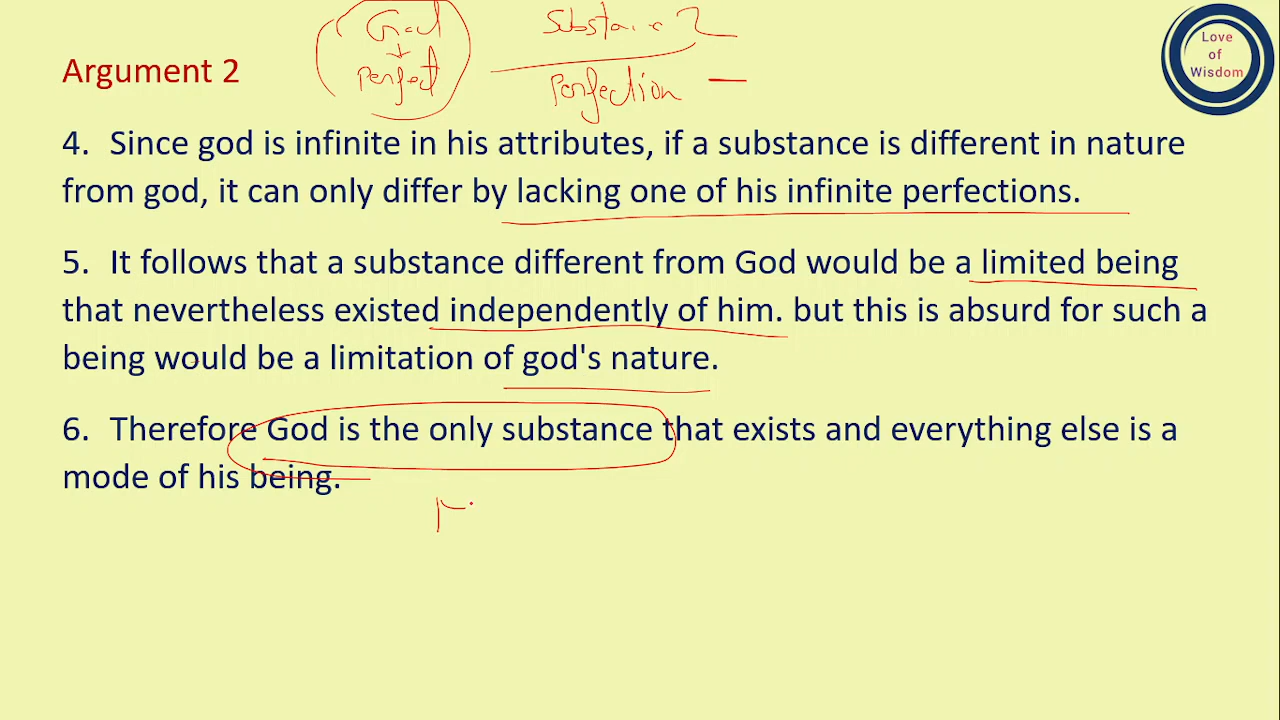 God
↓
Perfect
Substance 2
Perfection —
Love
of
Wisdom
Argument 2
4. Since god is infinite in his attributes, if a substance is different in nature
from god, it can only differ by lacking one of his infinite perfections.
5. It follows that a substance different from God would be a limited being
that nevertheless existed independently of him. but this is absurd for such a
being would be a limitation of god's nature.
6. Therefore God is the only substance that exists and everything else is a
mode of his being.